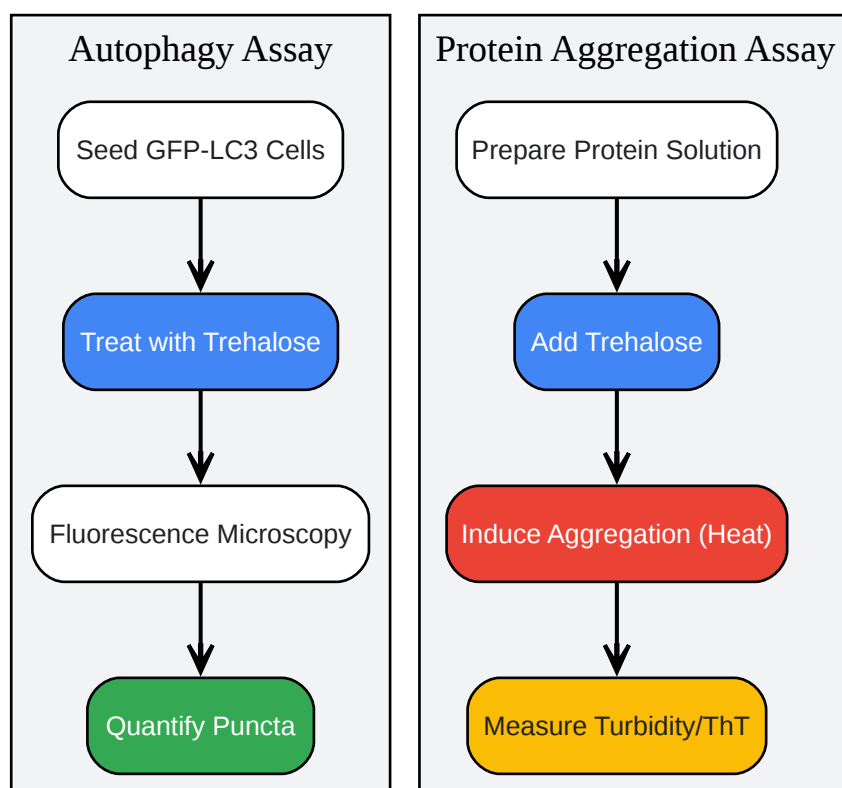 Autophagy Assay
Seed GFP-LC3 Cells
Treat with Trehalose
Fluorescence Microscopy
Quantify Puncta
Protein Aggregation Assay
Prepare Protein Solution
Add Trehalose
Induce Aggregation (Heat)
Measure Turbidity/ThT